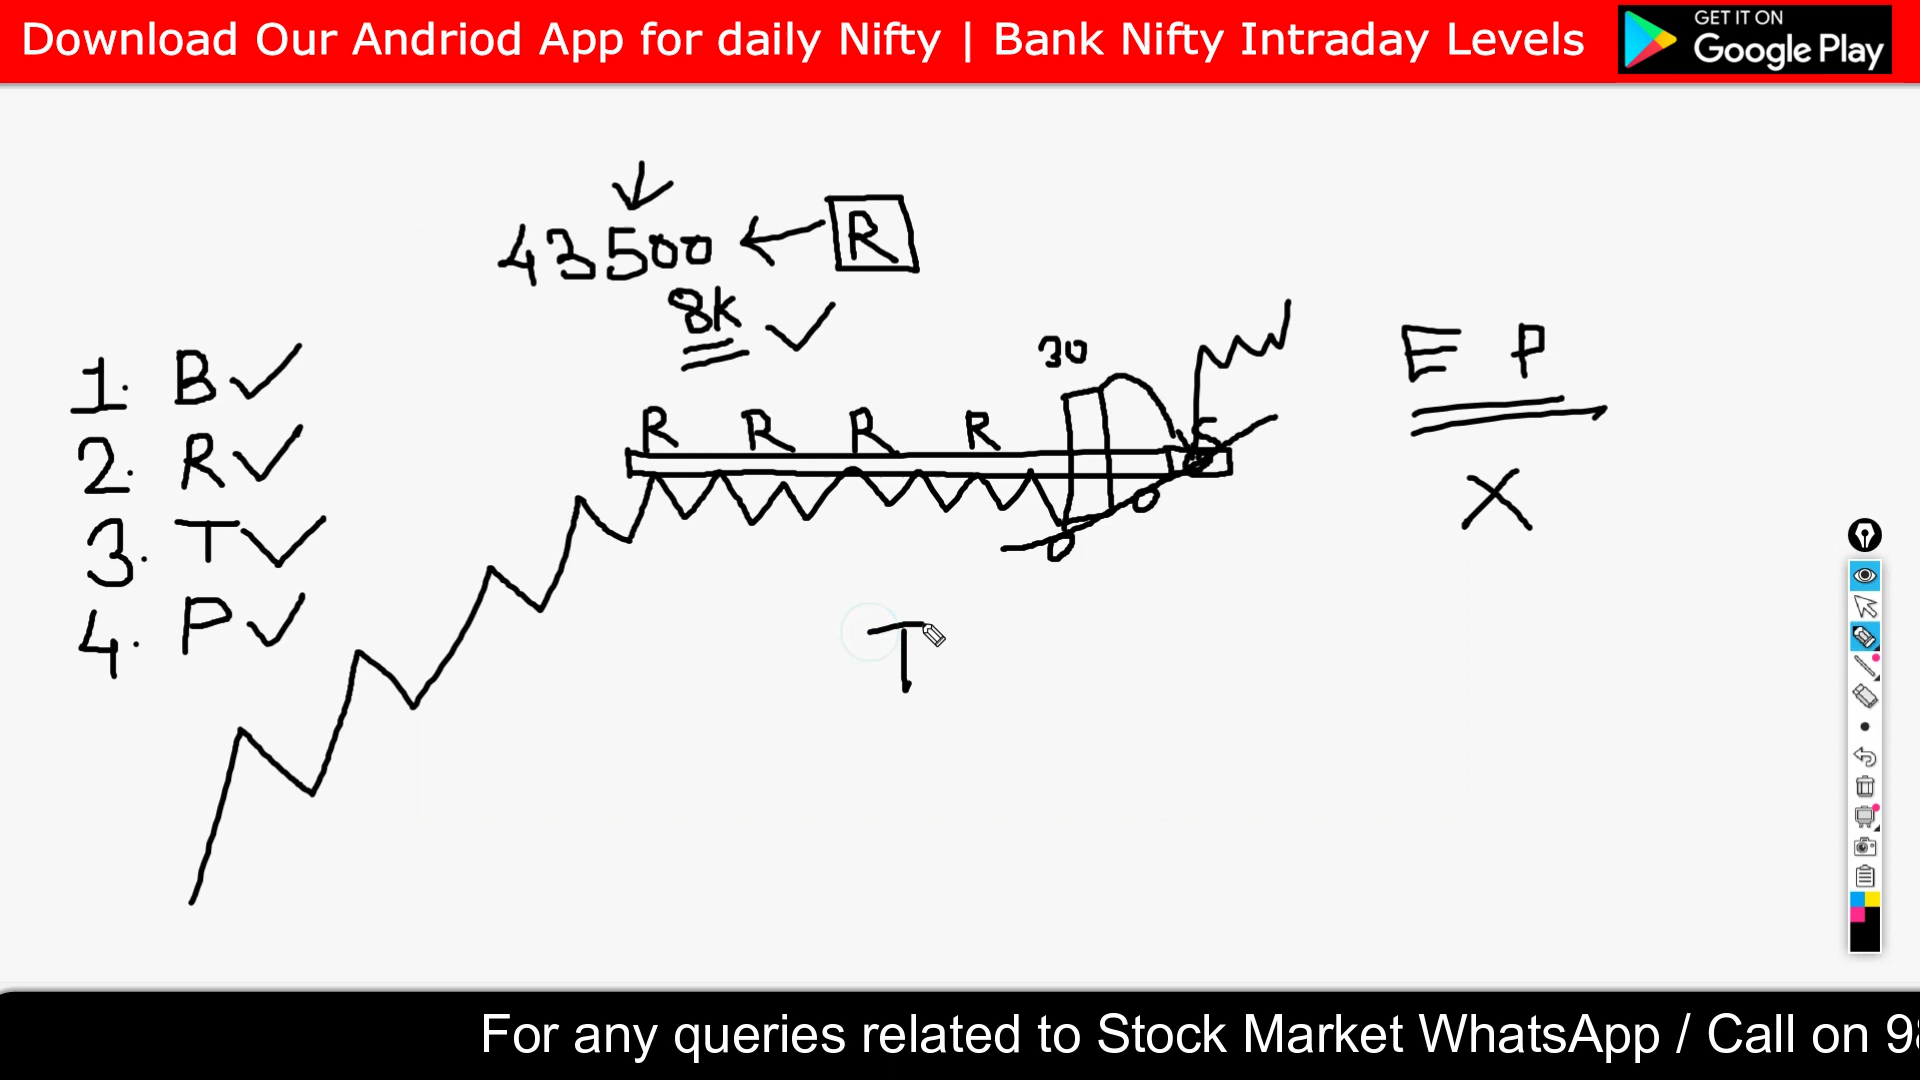 Download Our Andriod App for daily Nifty | Bank Nifty Intraday Levels
GET IT ON
Google Play
43500 R
8K
30
1. B
2. R
3. T
4. P
R R R R
S
E P
X
T
For any queries related to Stock Market WhatsApp / Call on 98